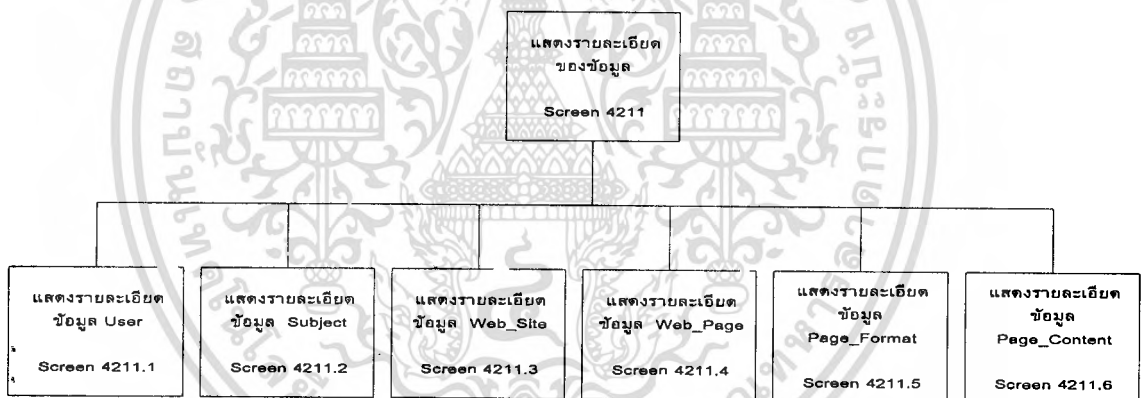 แสดงรายละเอียด
ของข้อมูล
Screen 4211
แสดงรายละเอียด
ข้อมูล User
Screen 4211.1
แสดงรายละเอียด
ข้อมูล Subject
Screen 4211.2
แสดงรายละเอียด
ข้อมูล Web_Site
Screen 4211.3
แสดงรายละเอียด
ข้อมูล Web_Page
Screen 4211.4
แสดงรายละเอียด
ข้อมูล
Page_Format
Screen 4211.5
แสดงรายละเอียด
ข้อมูล
Page_Content
Screen 4211.6